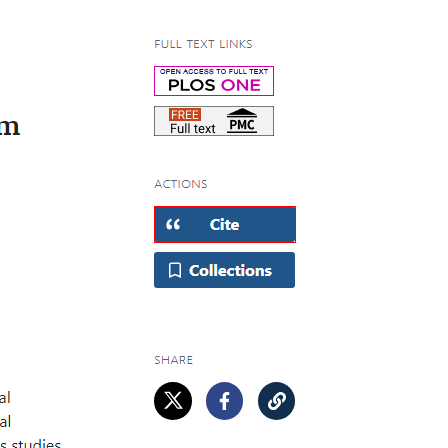 FULL TEXT LINKS
OPEN ACCESS TO FULL TEXT
PLOS ONE
FREE
Full text PMC
m
ACTIONS
Cite
Collections
SHARE
al
al
s studies